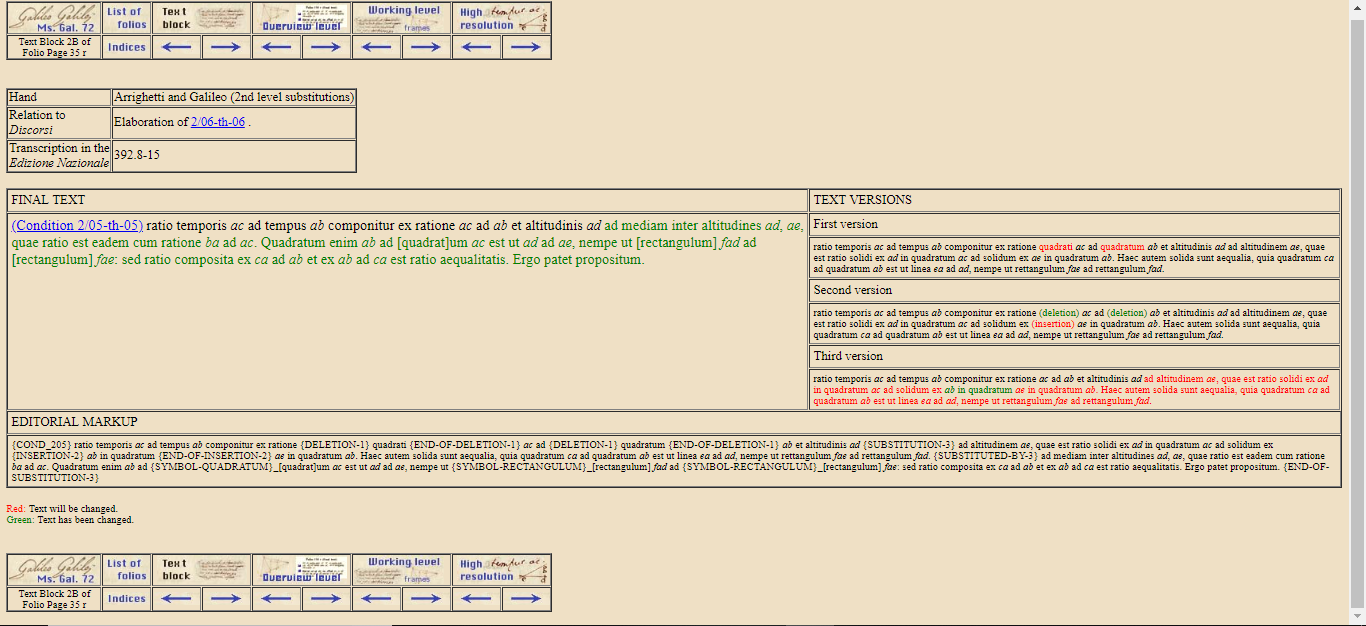 Galileo Galilei
Ms. Gal. 72
List of
folios
Text
block
Overview level
Working level
frames
High
resolution
Text Block 2B of
Folio Page 35 r
Indices
Hand
Arrighetti and Galileo (2nd level substitutions)
Relation to
Discorsi
Elaboration of 2/06-th-06 .
Transcription in the
Edizione Nazionale
392.8-15
FINAL TEXT
(Condition 2/05-th-05) ratio temporis ac ad tempus ab componitur ex ratione ac ad ab et altitudinis ad ad mediam inter altitudines ad, ae,
quae ratio est eadem cum ratione ba ad ac. Quadratum enim ab ad [quadrat]um ac est ut ad ad ae, nempe ut [rectangulum] fad ad
[rectangulum] fae: sed ratio composita ex ca ad ab et ex ab ad ca est ratio aequalitatis. Ergo patet propositum.
TEXT VERSIONS
First version
ratio temporis ac ad tempus ab componitur ex ratione quadrati ac ad quadratum ab et altitudinis ad ad altitudinem ae, quae
est ratio solidi ex ad in quadratum ac ad solidum ex ae in quadratum ab. Haec autem solida sunt aequalia, quia quadratum ca
ad quadratum ab est ut linea ea ad ad, nempe ut rettangulum fae ad rettangulum fad.
Second version
ratio temporis ac ad tempus ab componitur ex ratione (deletion) ac ad (deletion) ab et altitudinis ad ad altitudinem ae, quae
est ratio solidi ex ad in quadratum ac ad solidum ex (insertion) ae in quadratum ab. Haec autem solida sunt aequalia, quia
quadratum ca ad quadratum ab est ut linea ea ad ad, nempe ut rettangulum fae ad rettangulum fad.
Third version
ratio temporis ac ad tempus ab componitur ex ratione ac ad ab et altitudinis ad ad altitudinem ae, quae est ratio solidi ex ad
in quadratum ac ad solidum ex ab in quadratum ae in quadratum ab. Haec autem solida sunt aequalia, quia quadratum ca ad
quadratum ab est ut linea ea ad ad, nempe ut rettangulum fae ad rettangulum fad.
EDITORIAL MARKUP
{COND_205} ratio temporis ac ad tempus ab componitur ex ratione {DELETION-1} quadrati {END-OF-DELETION-1} ac ad {DELETION-1} quadratum {END-OF-DELETION-1} ab et altitudinis ad {SUBSTITUTION-3} ad altitudinem ae, quae est ratio solidi ex ad in quadratum ac ad solidum ex
{INSERTION-2} ab in quadratum {END-OF-INSERTION-2} ae in quadratum ab. Haec autem solida sunt aequalia, quia quadratum ca ad quadratum ab est ut linea ea ad ad, nempe ut rettangulum fae ad rettangulum fad. {SUBSTITUTED-BY-3} ad mediam inter altitudines ad, ae, quae ratio est eadem cum ratione
ba ad ac. Quadratum enim ab ad {SYMBOL-QUADRATUM}_[quadrat]um ac est ut ad ad ae, nempe ut {SYMBOL-RECTANGULUM}_[rectangulum] fad ad {SYMBOL-RECTANGULUM}_[rectangulum] fae: sed ratio composita ex ca ad ab et ex ab ad ca est ratio aequalitatis. Ergo patet propositum. {END-OF-
SUBSTITUTION-3}
Red: Text will be changed.
Green: Text has been changed.
Galileo Galilei
Ms. Gal. 72
List of
folios
Text
block
Overview level
Working level
frames
High
resolution
Text Block 2B of
Folio Page 35 r
Indices